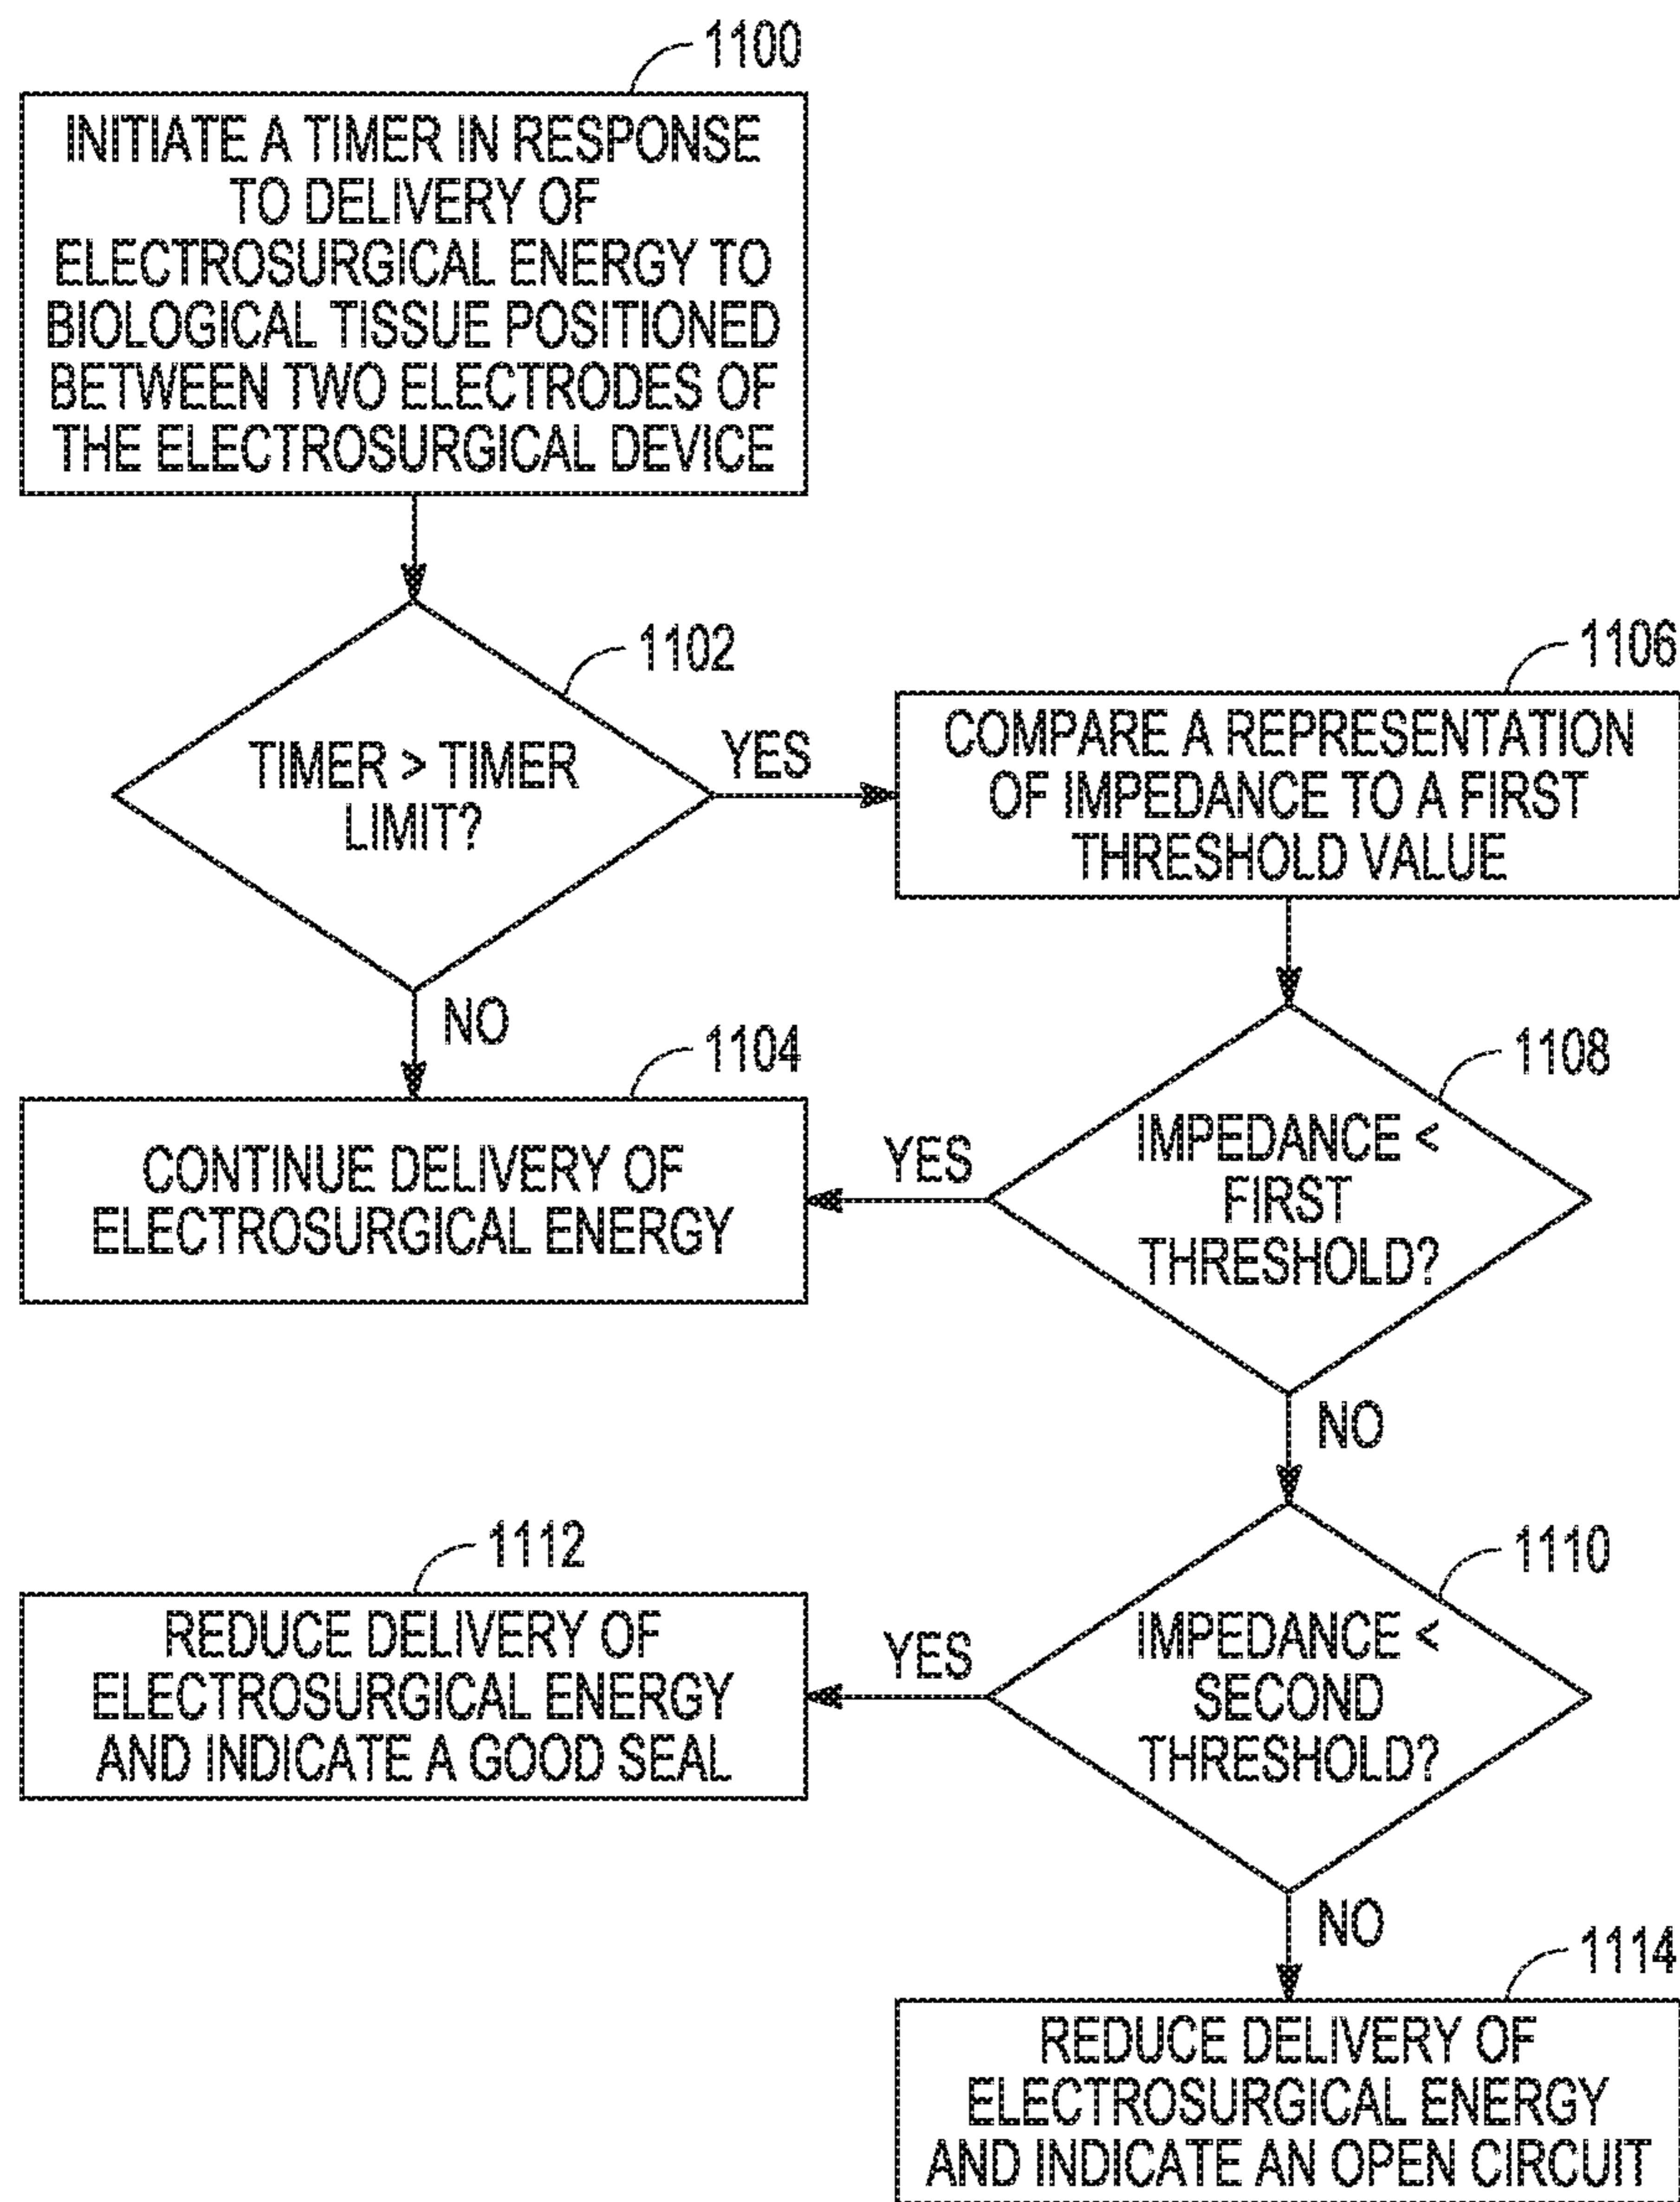 1100
INITIATE A TIMER IN RESPONSE
TO DELIVERY OF
ELECTROSURGICAL ENERGY TO
BIOLOGICAL TISSUE POSITIONED
BETWEEN TWO ELECTRODES OF
THE ELECTROSURGICAL DEVICE
1102
TIMER > TIMER
LIMIT?
YES
NO
1106
COMPARE A REPRESENTATION
OF IMPEDANCE TO A FIRST
THRESHOLD VALUE
1104
CONTINUE DELIVERY OF
ELECTROSURGICAL ENERGY
1108
IMPEDANCE <
FIRST
THRESHOLD?
YES
NO
1110
IMPEDANCE <
SECOND
THRESHOLD?
YES
NO
1112
REDUCE DELIVERY OF
ELECTROSURGICAL ENERGY
AND INDICATE A GOOD SEAL
1114
REDUCE DELIVERY OF
ELECTROSURGICAL ENERGY
AND INDICATE AN OPEN CIRCUIT